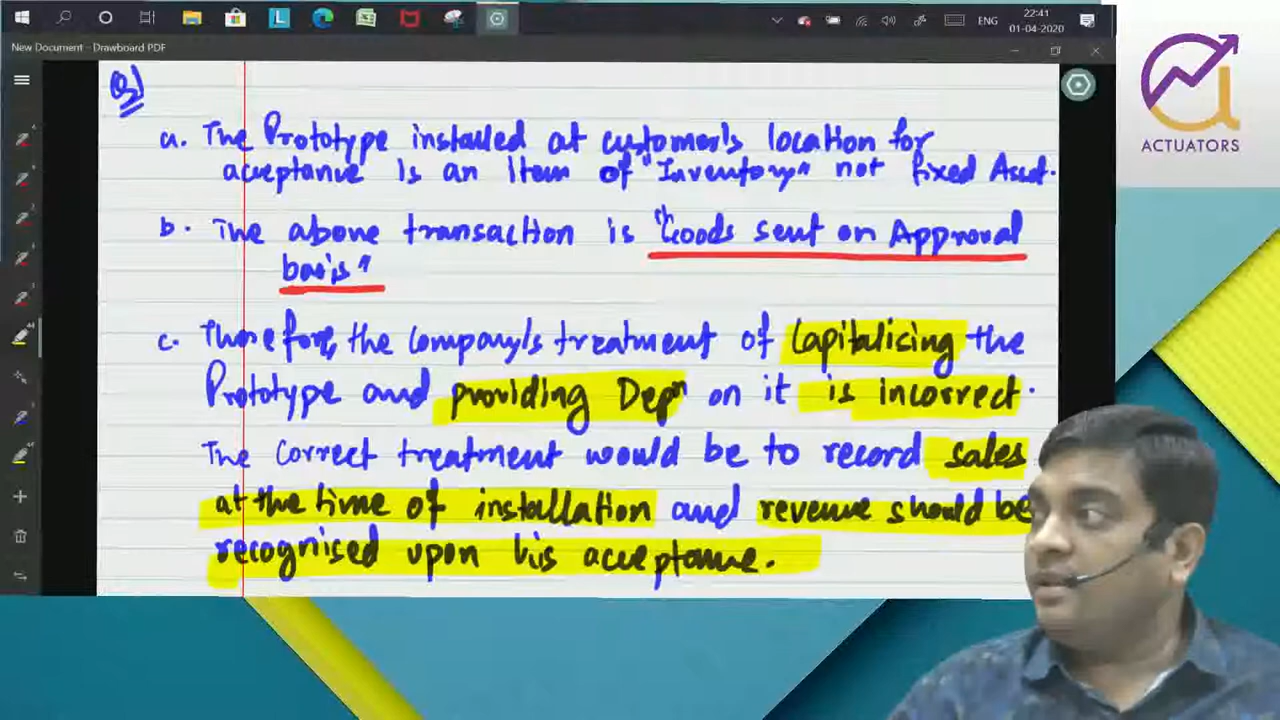 22:41
ENG
01-04-2020
New Document - Drawboard PDF
ACTUATORS
Q)
a. The Prototype installed at customer's location for
acceptance is an item of "Inventory" not fixed Asset.
b. The above transaction is "Goods sent on Approval
basis"
c. Therefore, the company's treatment of capitalising the
Prototype and providing Depn on it is incorrect.
The correct treatment would be to record sales
at the time of installation and revenue should be
recognised upon his acceptance.